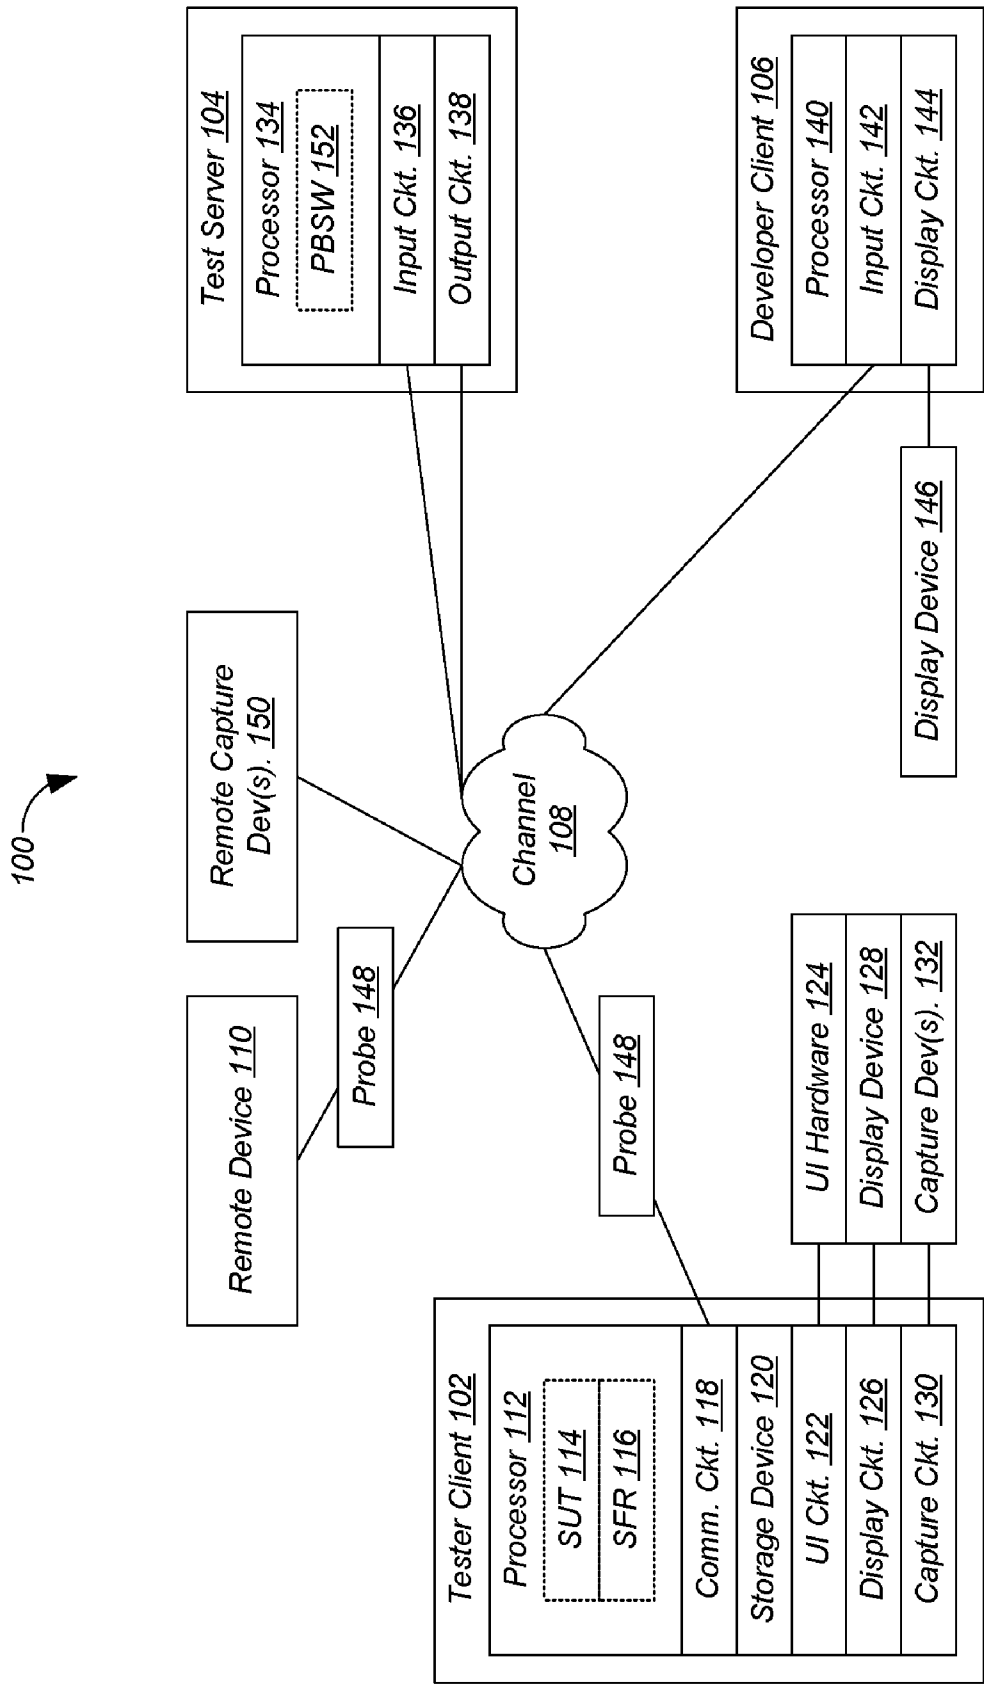 100
Remote Device 110
Remote Capture
Dev(s). 150
Probe 148
Test Server 104
Processor 134
PBSW 152
Input Ckt. 136
Output Ckt. 138
Channel
108
Probe 148
Tester Client 102
Processor 112
SUT 114
SFR 116
Comm. Ckt. 118
Storage Device 120
UI Ckt. 122
Display Ckt. 126
Capture Ckt. 130
UI Hardware 124
Display Device 128
Capture Dev(s). 132
Display Device 146
Developer Client 106
Processor 140
Input Ckt. 142
Display Ckt. 144